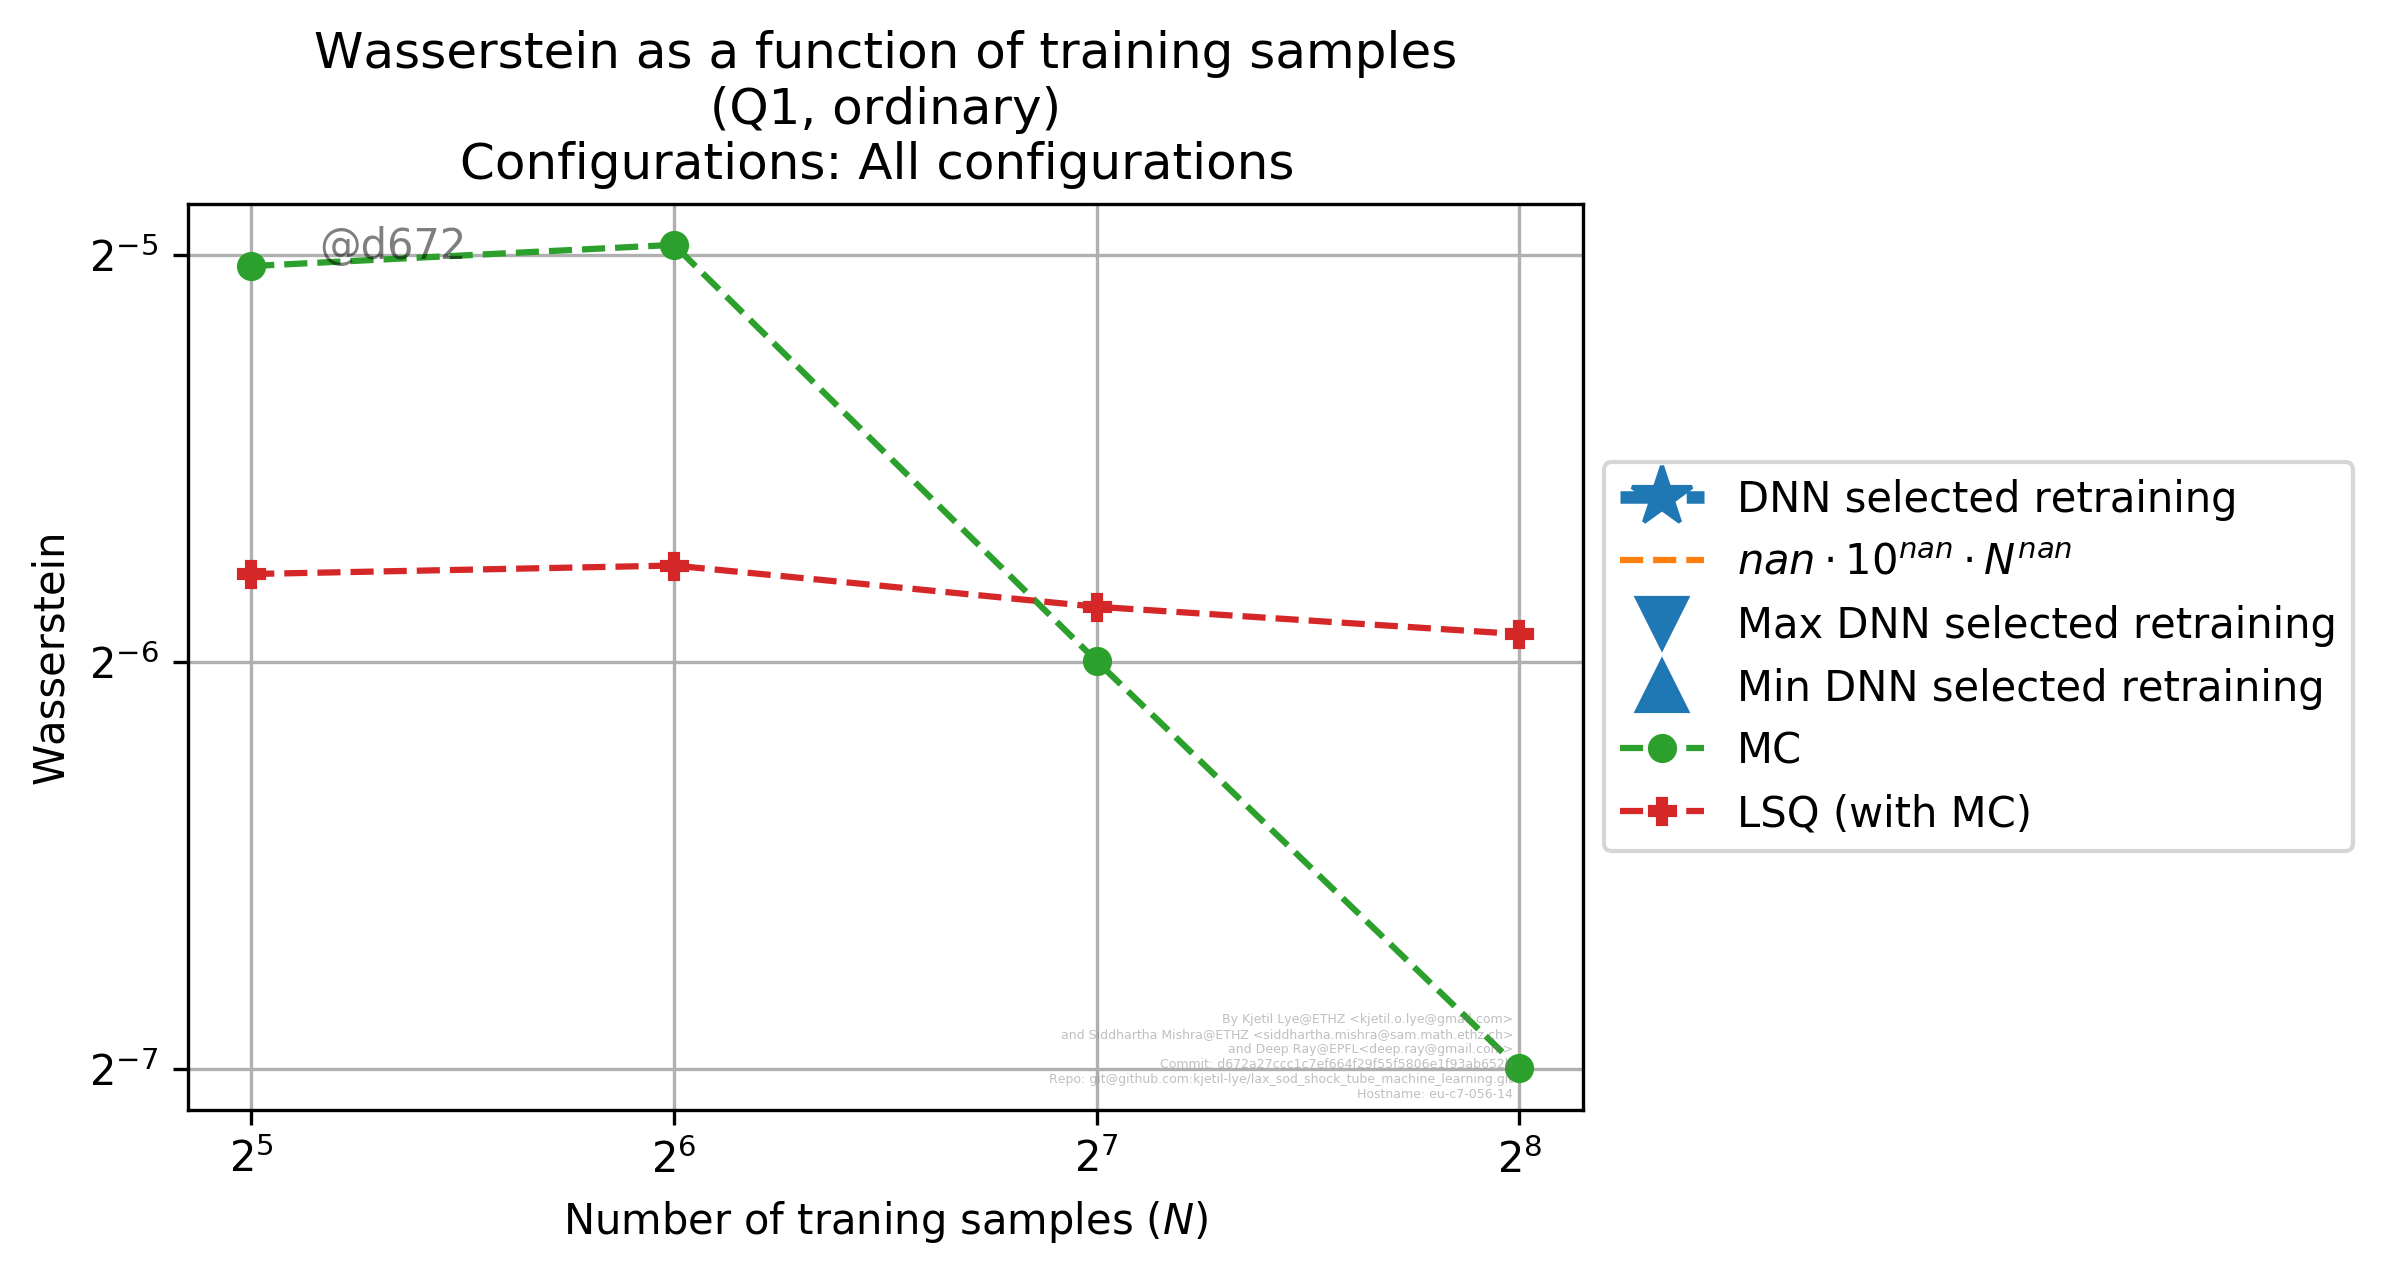 Wasserstein as a function of training samples
(Q1, ordinary)
Configurations: All configurations
@d672
2^{-5}
2^{-6}
2^{-7}
Wasserstein
2^5 2^6 2^7 2^8
Number of traning samples (N)
DNN selected retraining
nan · 10^{nan} · N^{nan}
Max DNN selected retraining
Min DNN selected retraining
MC
LSQ (with MC)
By Kjetil Lye@ETHZ <kjetil.o.lye@gmail.com>
and Siddhartha Mishra@ETHZ <siddhartha.mishra@sam.math.ethz.ch>
and Deep Ray@EPFL<deep.ray@gmail.com>
Commit:
Repo: git@github.com:kjetil-lye/lax_sod_shock_tube_machine_learning.git
Hostname: eu-c7-056-14